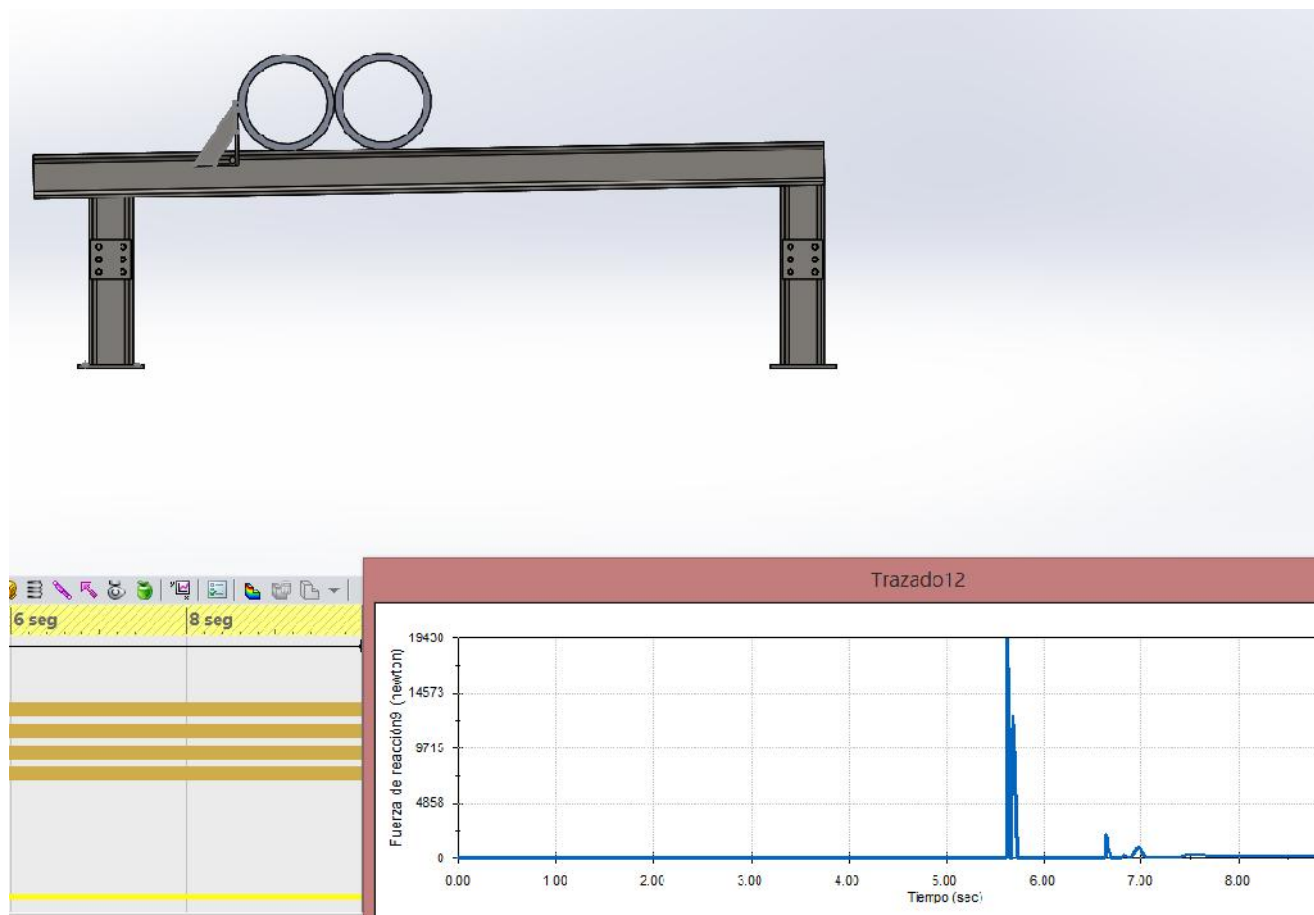 6 seg 8 seg
Trazado12
Fuerza de reacción9 (newton)
19430
14573
9715
4858
0
0.00 1.00 2.00 3.00 4.00 5.00 6.00 7.00 8.00
Tiempo (sec)